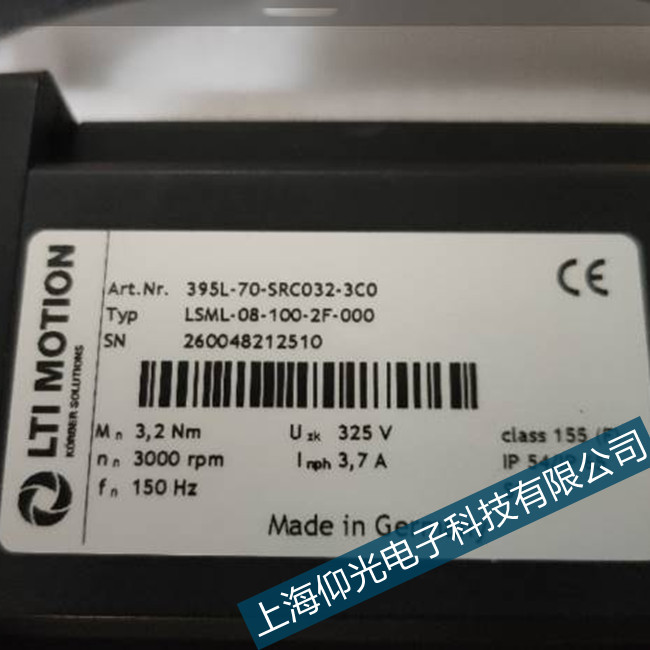 LTI MOTION
KÖRBER SOLUTIONS
Art.Nr. 395L-70-SRC032-3C0
Typ LSML-08-100-2F-000
SN 260048212510
CE
Mn 3,2 Nm Uzk 325 V class 155
nn 3000 rpm Inph 3,7 A IP
fn 150 Hz
Made in
上海仰光电子科技有限公司